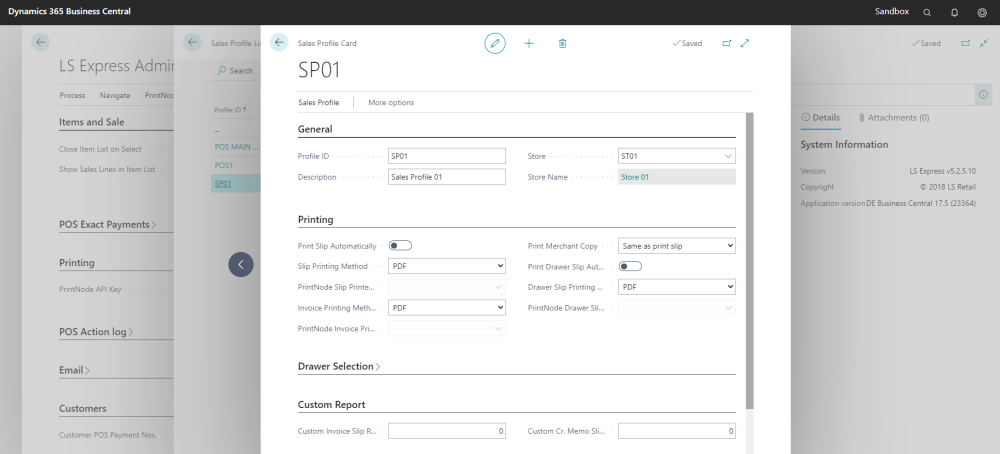 Dynamics 365 Business Central
Sandbox
LS Express Admi
Process Navigate PrintNo
Items and Sale
Close Item List on Select
Show Sales Lines in Item List
POS Exact Payments
Printing
PrintNode API Key
POS Action log
Email
Customers
Customer POS Payment Nos.
Sales Profile Li
Search
Profile ID ↑
POS MAIN ...
POS1
SP01
Sales Profile Card
Saved
SP01
Sales Profile
More options
General
Profile ID SP01
Store ST01
Description Sales Profile 01
Store Name Store 01
Printing
Print Slip Automatically
Print Merchant Copy Same as print slip
Slip Printing Method PDF
Print Drawer Slip Aut...
PrintNode Slip Printe...
Drawer Slip Printing ... PDF
Invoice Printing Meth... PDF
PrintNode Drawer Sli...
PrintNode Invoice Pri...
Drawer Selection
Custom Report
Custom Invoice Slip R... 0
Custom Cr. Memo Sli... 0
Saved
Details
Attachments (0)
System Information
Version LS Express v5.2.5.10
Copyright © 2018 LS Retail
Application version DE Business Central 17.5 (23364)